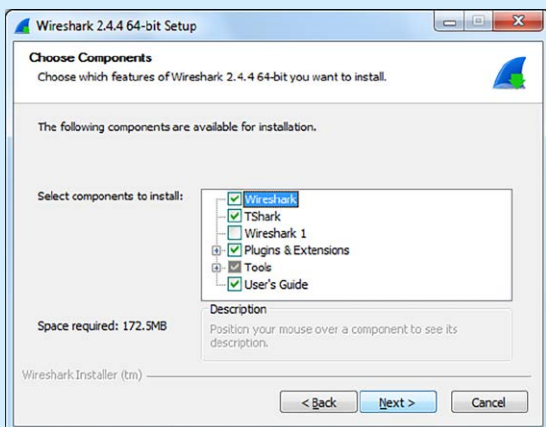 Wireshark 2.4.4 64-bit Setup
Choose Components
Choose which features of Wireshark 2.4.4 64-bit you want to install.
The following components are available for installation.
Select components to install:
Wireshark
TShark
Wireshark 1
Plugins & Extensions
Tools
User's Guide
Space required: 172.5MB
Description
Position your mouse over a component to see its
description.
Wireshark Installer (tm)
< Back
Next >
Cancel